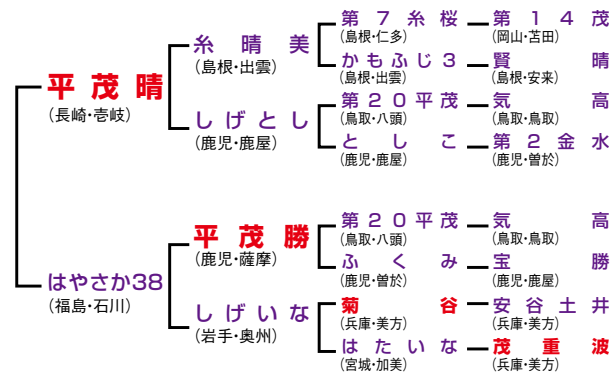 第7糸桜 第14茂
(島根・仁多) (岡山・苫田)
糸晴美
(島根・出雲)
かもふじ3 賢晴
(島根・出雲) (島根・安来)
平茂晴
(長崎・壱岐)
第20平茂 気高
(鳥取・八頭) (鳥取・鳥取)
しげとし
(鹿児・鹿屋)
としこ 第2金水
(鹿児・鹿屋) (鹿児・曽於)
第20平茂 気高
(鳥取・八頭) (鳥取・鳥取)
平茂勝
(鹿児・薩摩)
ふくみ 宝勝
(鹿児・曽於) (鹿児・鹿屋)
はやさか38
(福島・石川)
菊谷 安谷土井
(兵庫・美方) (兵庫・美方)
しげいな
(岩手・奥州)
はたいな 茂重波
(宮城・加美) (兵庫・美方)